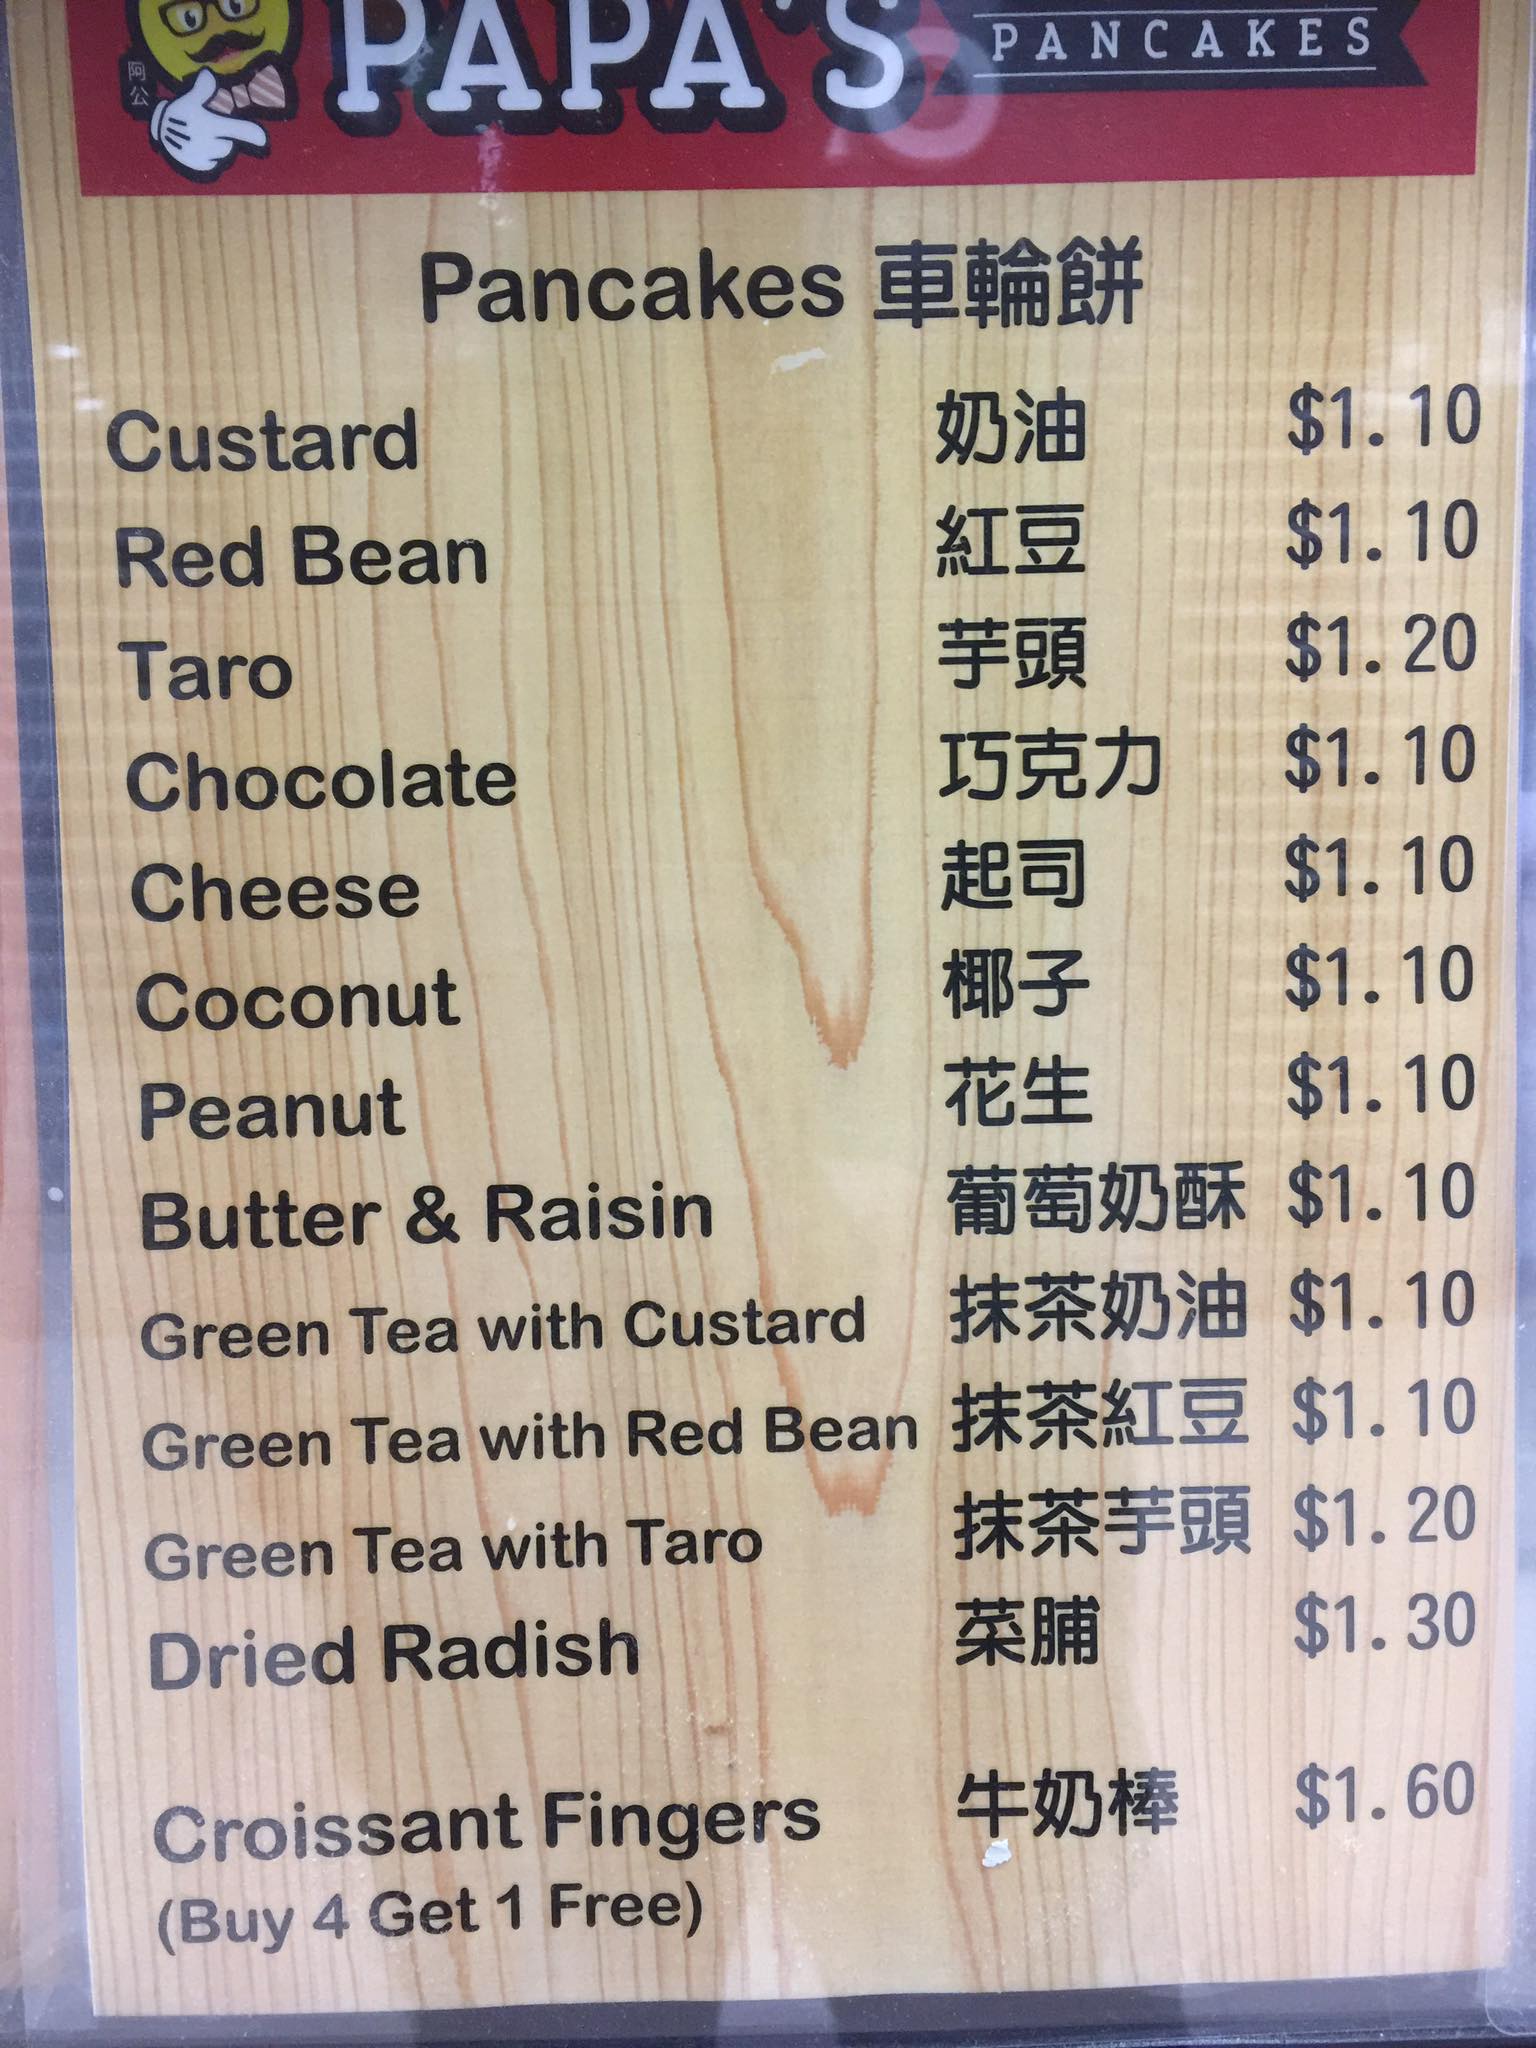 阿公
PAPA'S PANCAKES
Pancakes 車輪餅
Custard 奶油 $1.10
Red Bean 紅豆 $1.10
Taro 芋頭 $1.20
Chocolate 巧克力 $1.10
Cheese 起司 $1.10
Coconut 椰子 $1.10
Peanut 花生 $1.10
Butter & Raisin 葡萄奶酥 $1.10
Green Tea with Custard 抹茶奶油 $1.10
Green Tea with Red Bean 抹茶紅豆 $1.10
Green Tea with Taro 抹茶芋頭 $1.20
Dried Radish 菜脯 $1.30
Croissant Fingers 牛奶棒 $1.60
(Buy 4 Get 1 Free)